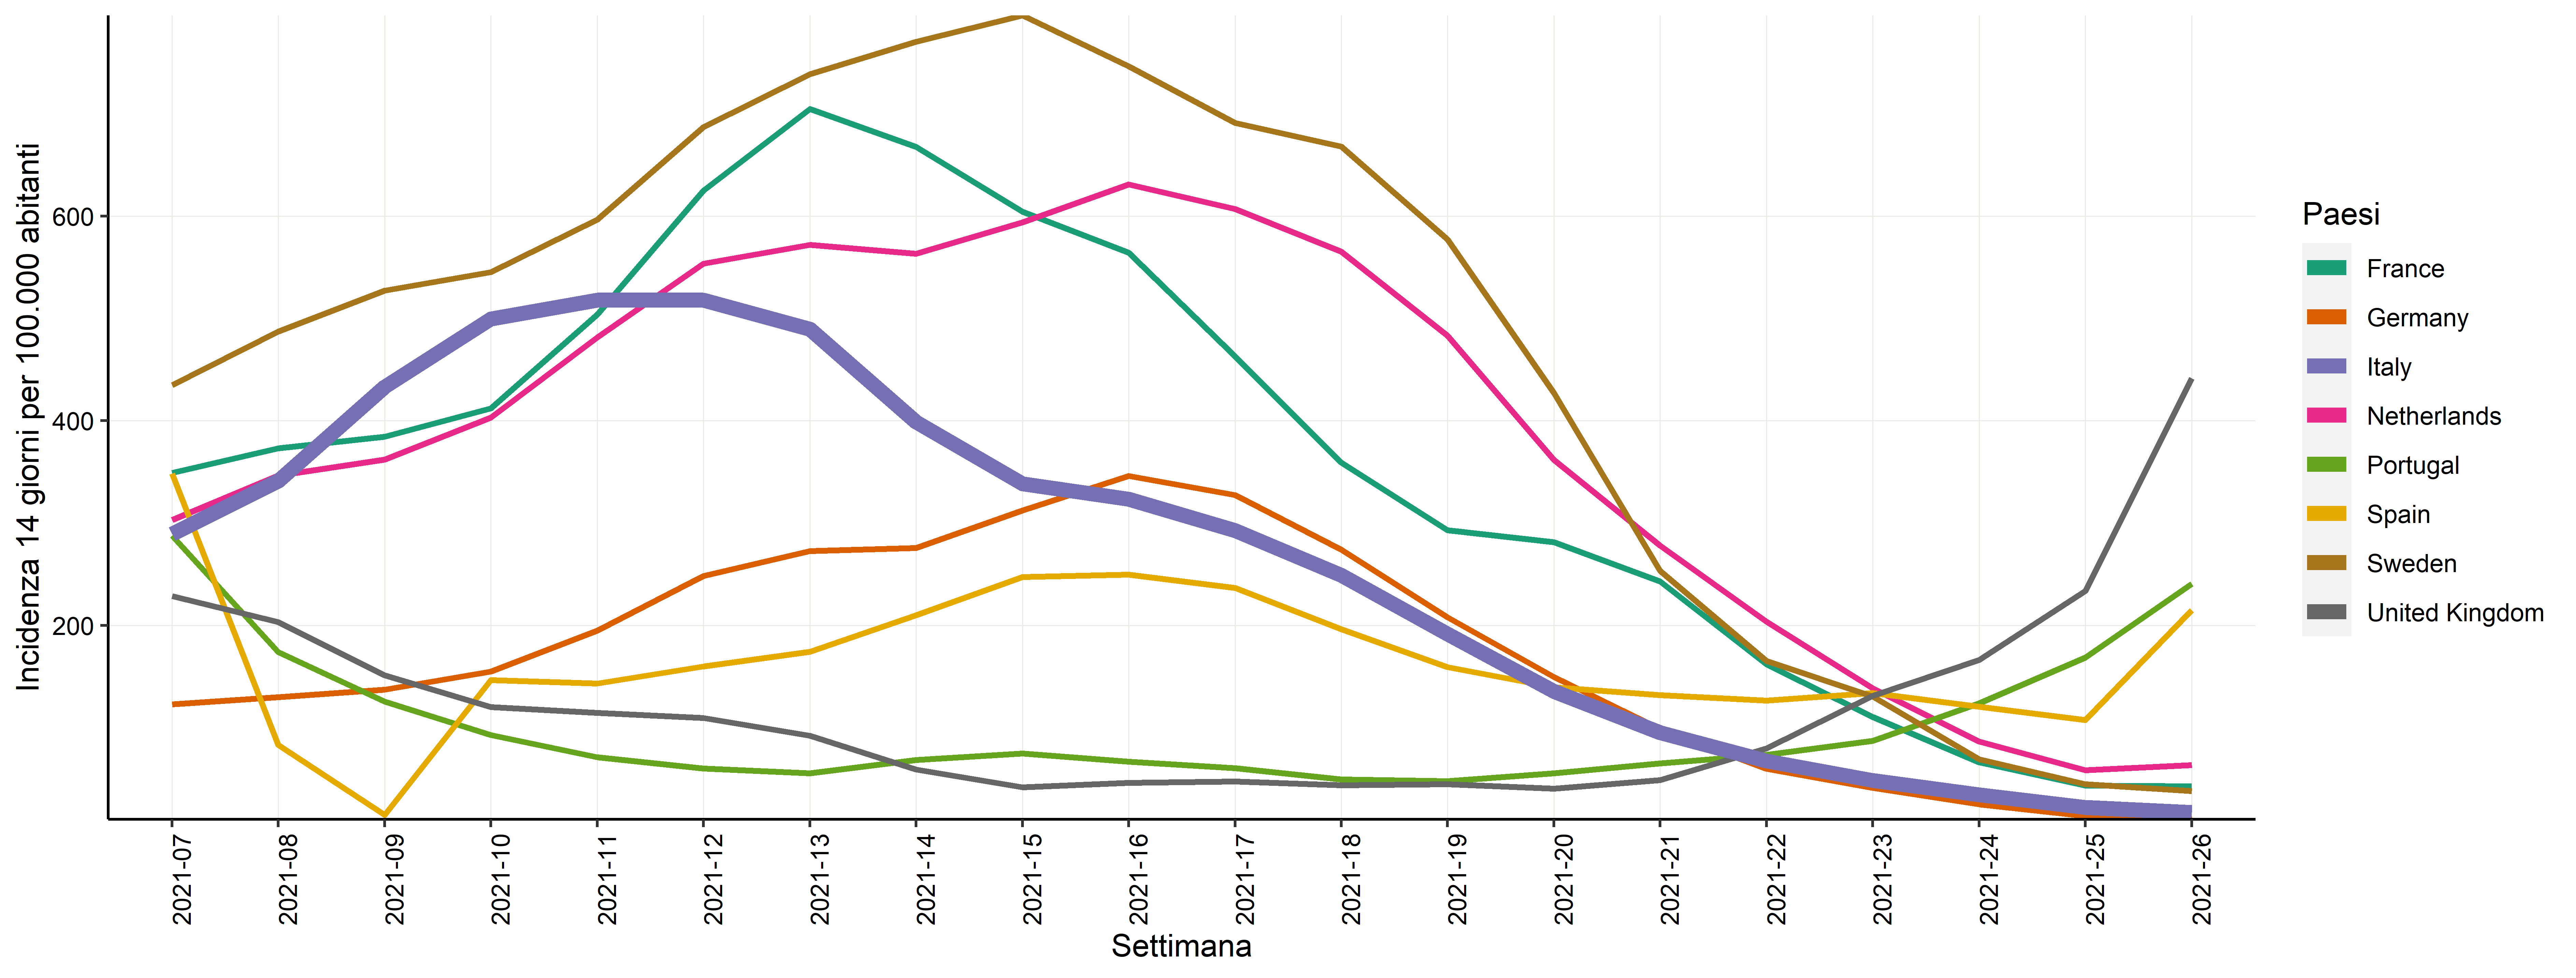 Incidenza 14 giorni per 100.000 abitanti
600
400
200
2021-07
2021-08
2021-09
2021-10
2021-11
2021-12
2021-13
2021-14
2021-15
2021-16
2021-17
2021-18
2021-19
2021-20
2021-21
2021-22
2021-23
2021-24
2021-25
2021-26
Settimana
Paesi
France
Germany
Italy
Netherlands
Portugal
Spain
Sweden
United Kingdom